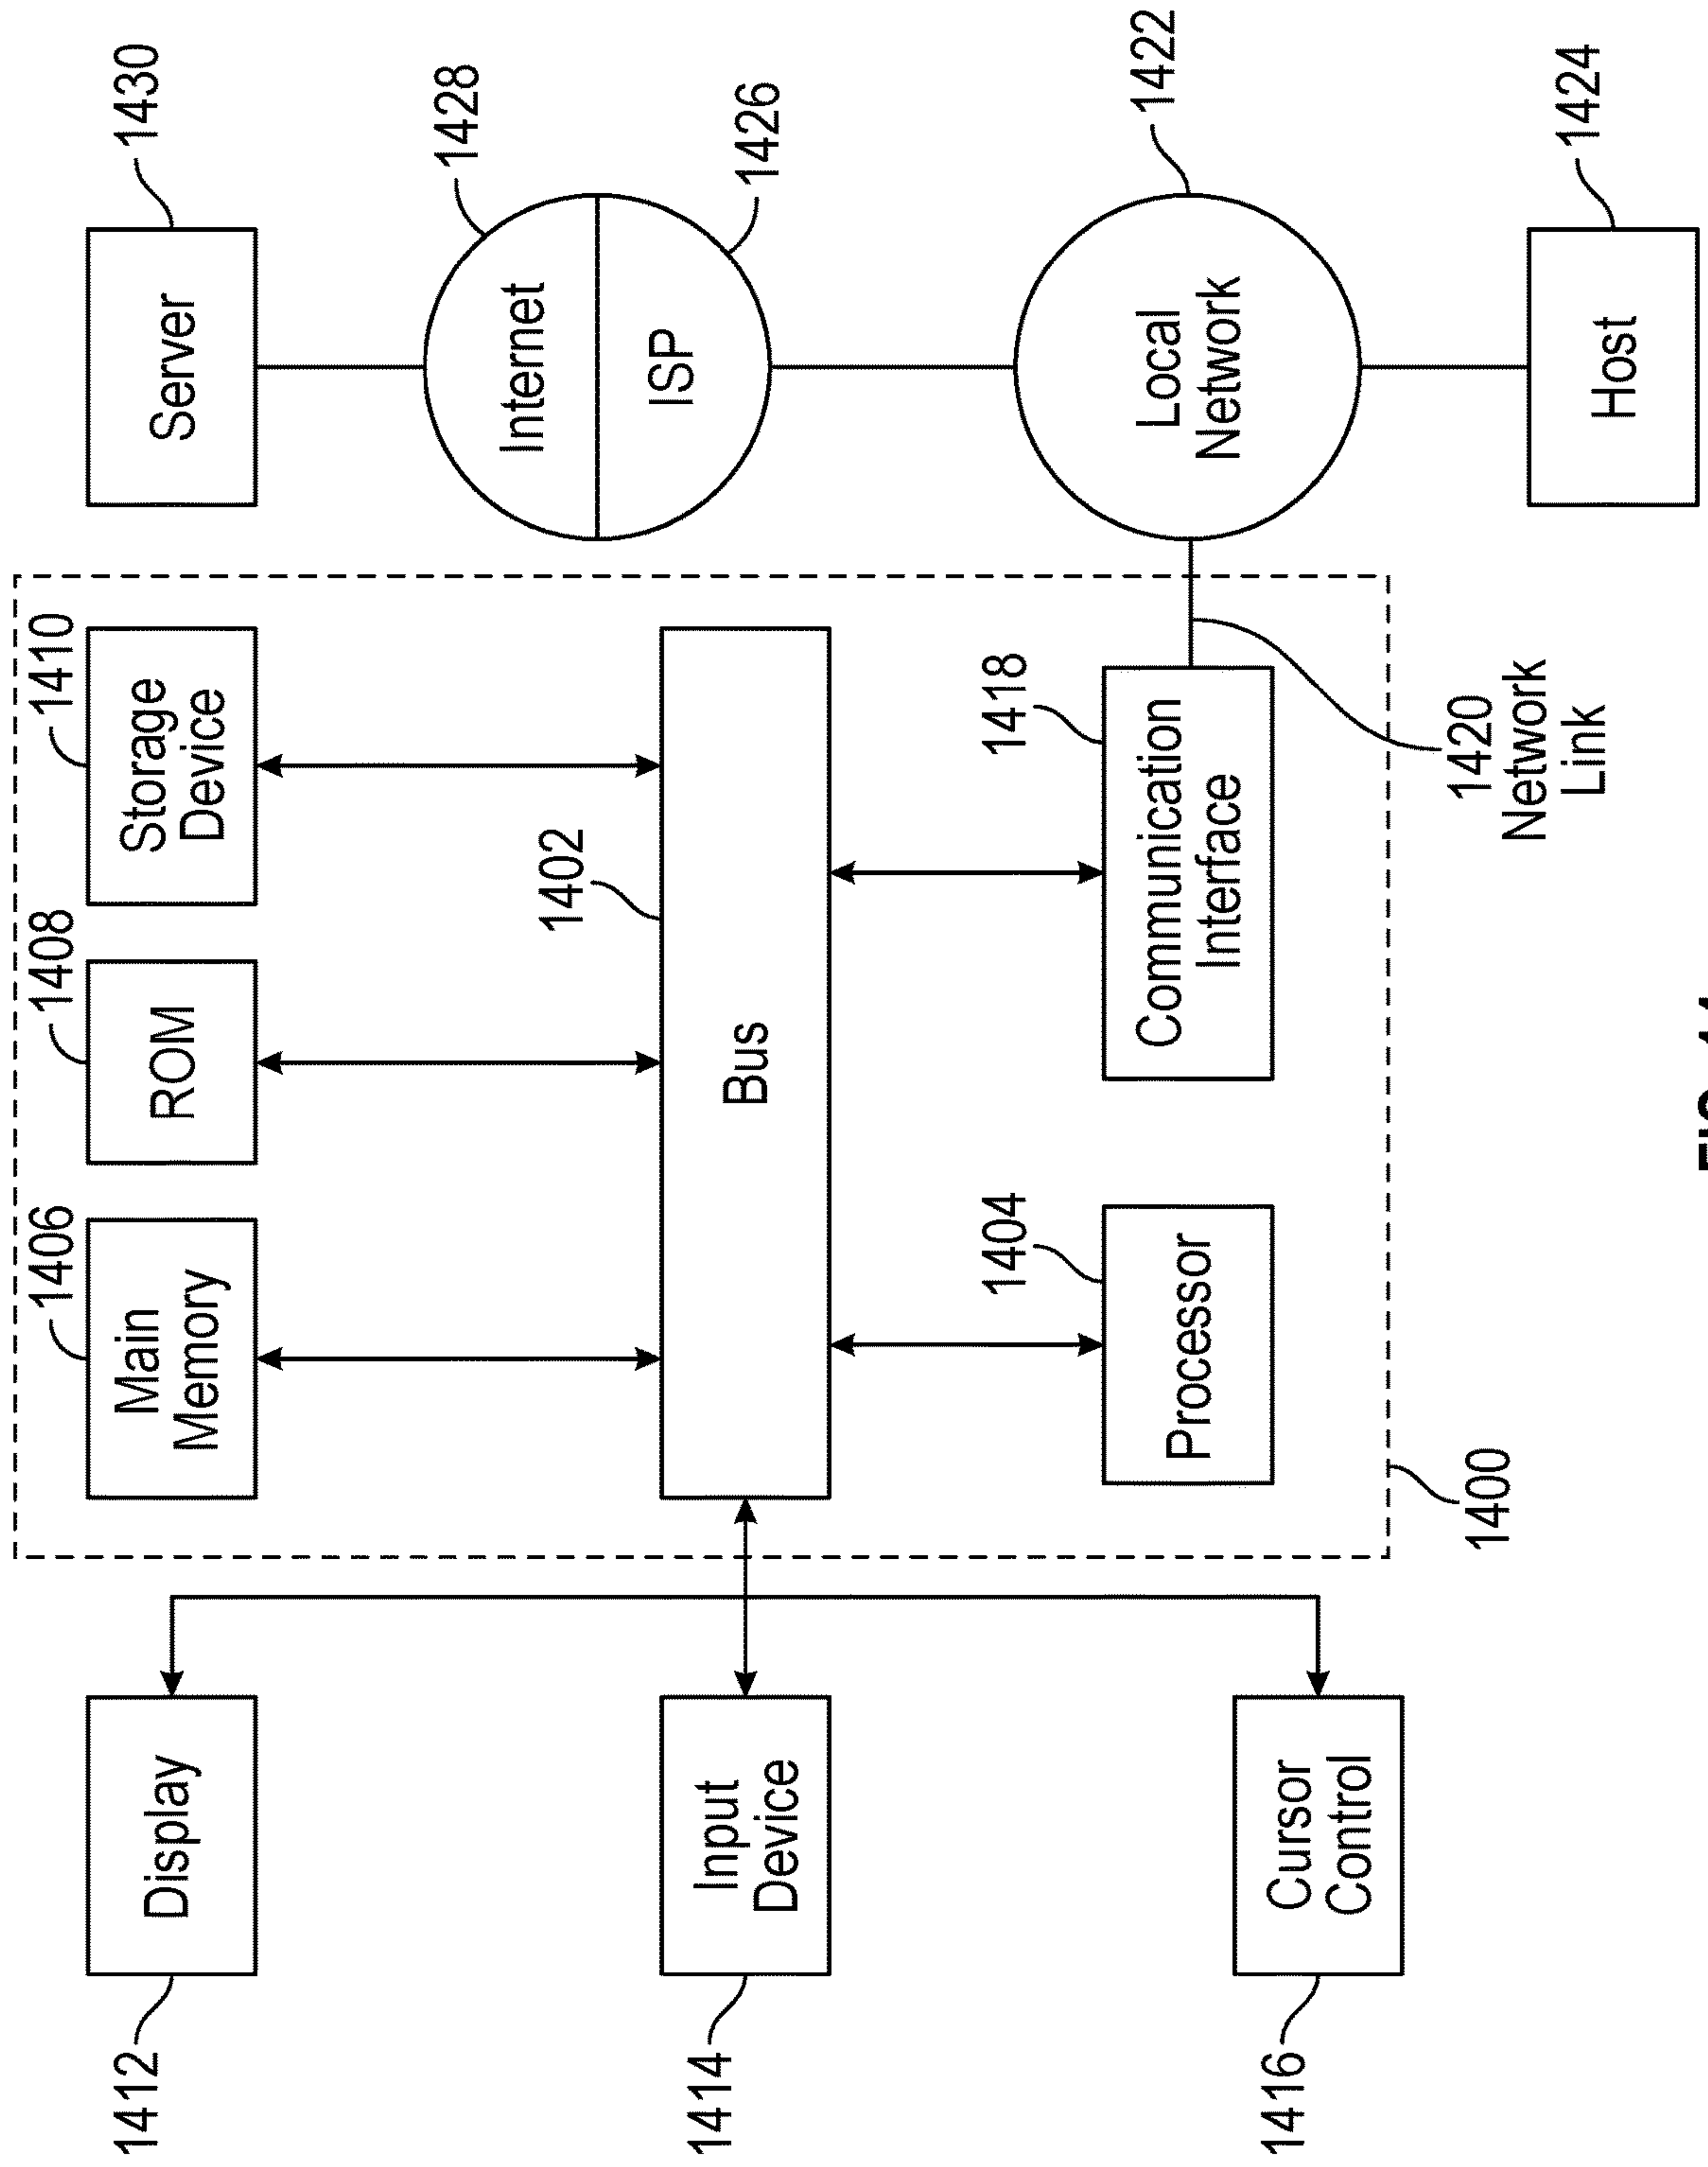 1406
1408
1410
1412
Display
Main
Memory
ROM
Storage
Device
Server
1430
1428
Internet
1402
1414
Input
Device
Bus
ISP
1426
1404
1418
1422
Processor
Communication
Interface
Local
Network
1416
Cursor
Control
1400
1420
Network
Link
1424
Host
FIG. 14